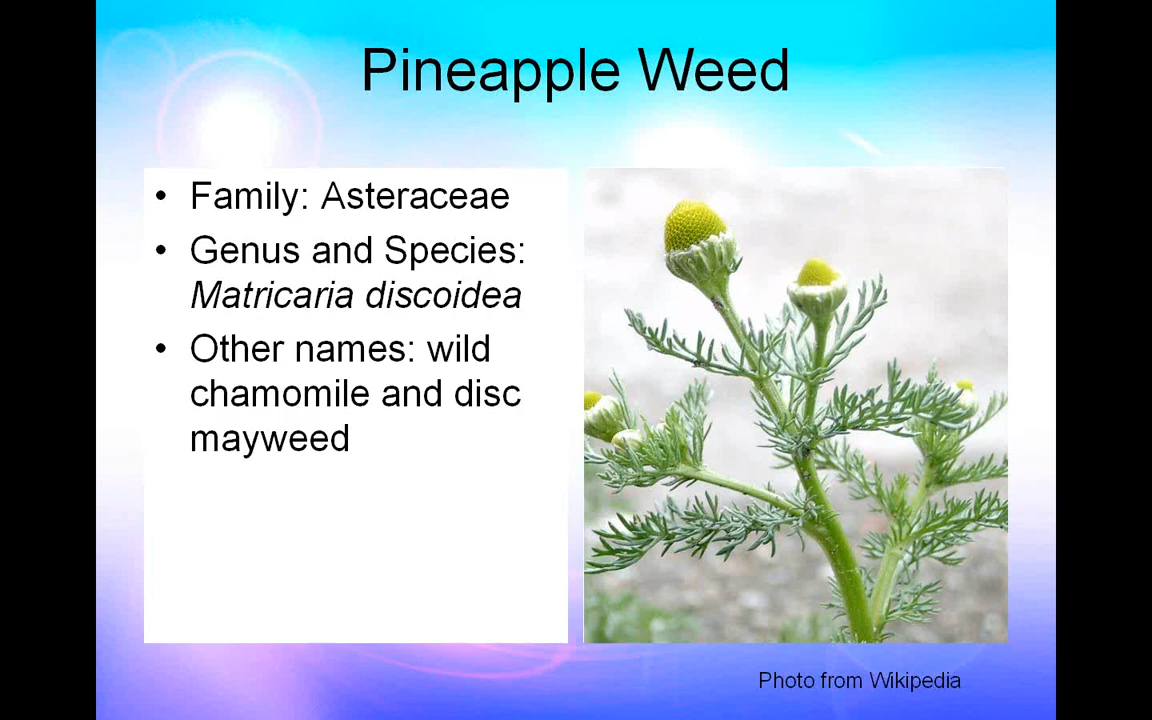 Pineapple Weed
• Family: Asteraceae
• Genus and Species:
Matricaria discoidea
• Other names: wild
chamomile and disc
mayweed
Photo from Wikipedia